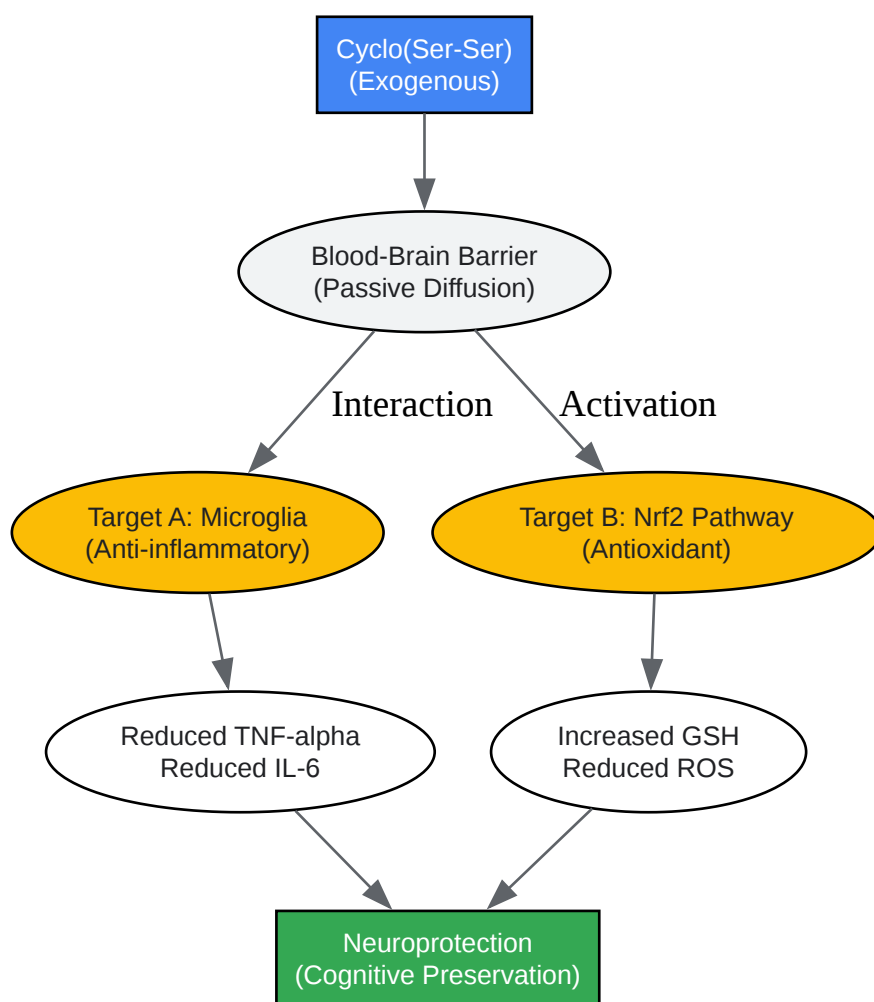 Cyclo(Ser-Ser)
(Exogenous)
Blood-Brain Barrier
(Passive Diffusion)
Interaction
Activation
Target A: Microglia
(Anti-inflammatory)
Target B: Nrf2 Pathway
(Antioxidant)
Reduced TNF-alpha
Reduced IL-6
Increased GSH
Reduced ROS
Neuroprotection
(Cognitive Preservation)